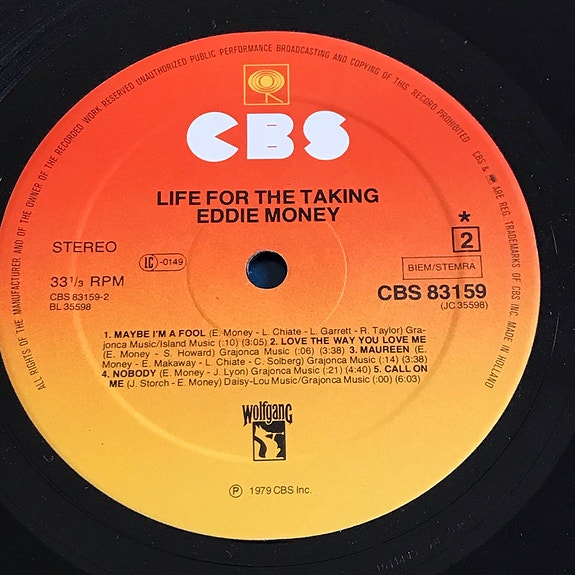 ALL RIGHTS OF THE MANUFACTURER AND OF THE OWNER OF THE RECORDED WORK RESERVED UNAUTHORIZED PUBLIC PERFORMANCE BROADCASTING AND COPYING OF THIS RECORD PROHIBITED
CBS & ARE REG. TRADEMARKS OF CBS INC. MADE IN HOLLAND
CBS
LIFE FOR THE TAKING
EDDIE MONEY
STEREO
LC-0149
*
2
33 1/3 RPM
BIEM/STEMRA
CBS 83159-2
BL 35598
CBS 83159
(JC 35598)
1. MAYBE I'M A FOOL (E. Money - L. Chiate - L. Garrett - R. Taylor) Gra-
jonca Music/Island Music (:10) (3:05) 2. LOVE THE WAY YOU LOVE ME
(E. Money - S. Howard) Grajonca Music (:06) (3:38) 3. MAUREEN (E.
Money - E. Makaway - L. Chiate - C. Solberg) Grajonca Music (:14) (3:38)
4. NOBODY (E. Money - J. Lyon) Grajonca Music (:21) (4:40) 5. CALL ON
ME (J. Storch - E. Money) Daisy-Lou Music/Grajonca Music (:00) (6:03)
wolfgang
℗ 1979 CBS Inc.